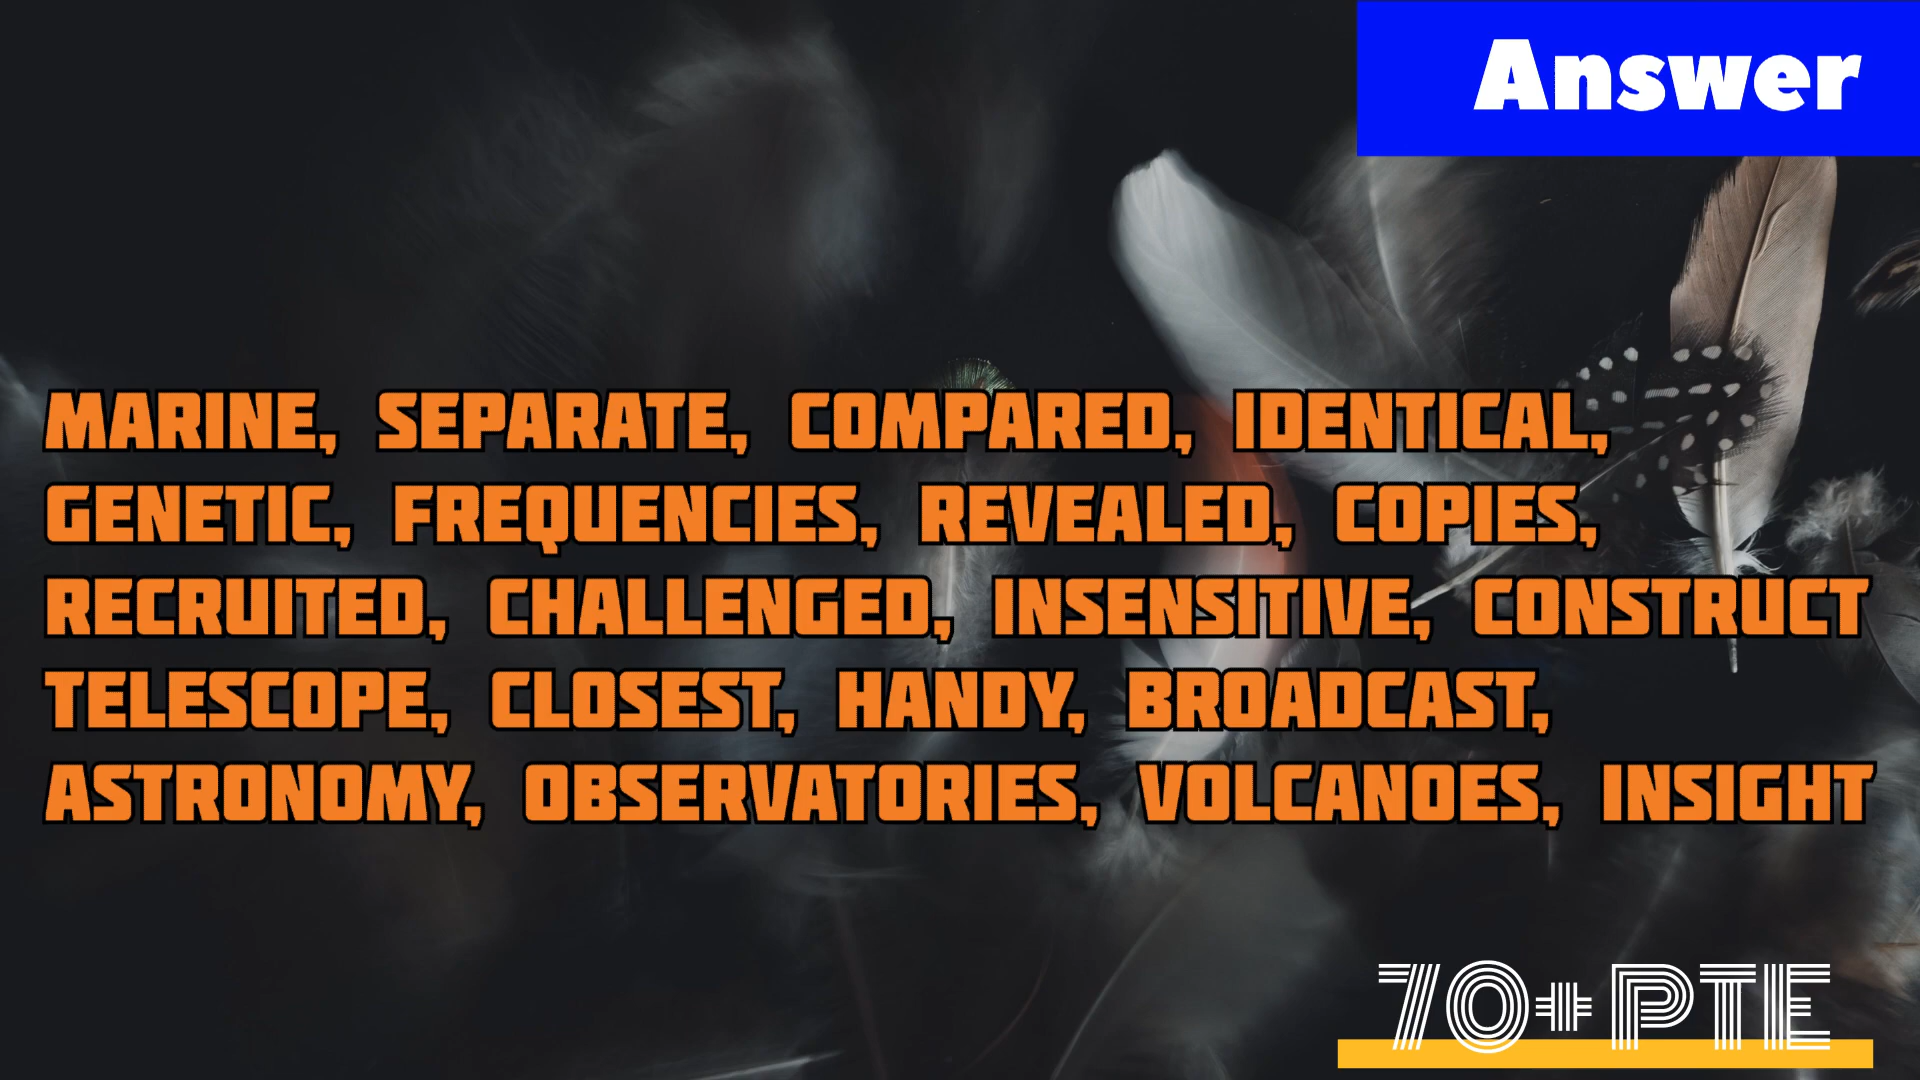 Answer
MARINE, SEPARATE, COMPARED, IDENTICAL,
GENETIC, FREQUENCIES, REVEALED, COPIES,
RECRUITED, CHALLENGED, INSENSITIVE, CONSTRUCT
TELESCOPE, CLOSEST, HANDY, BROADCAST,
ASTRONOMY, OBSERVATORIES, VOLCANOES, INSIGHT
70+ PTE